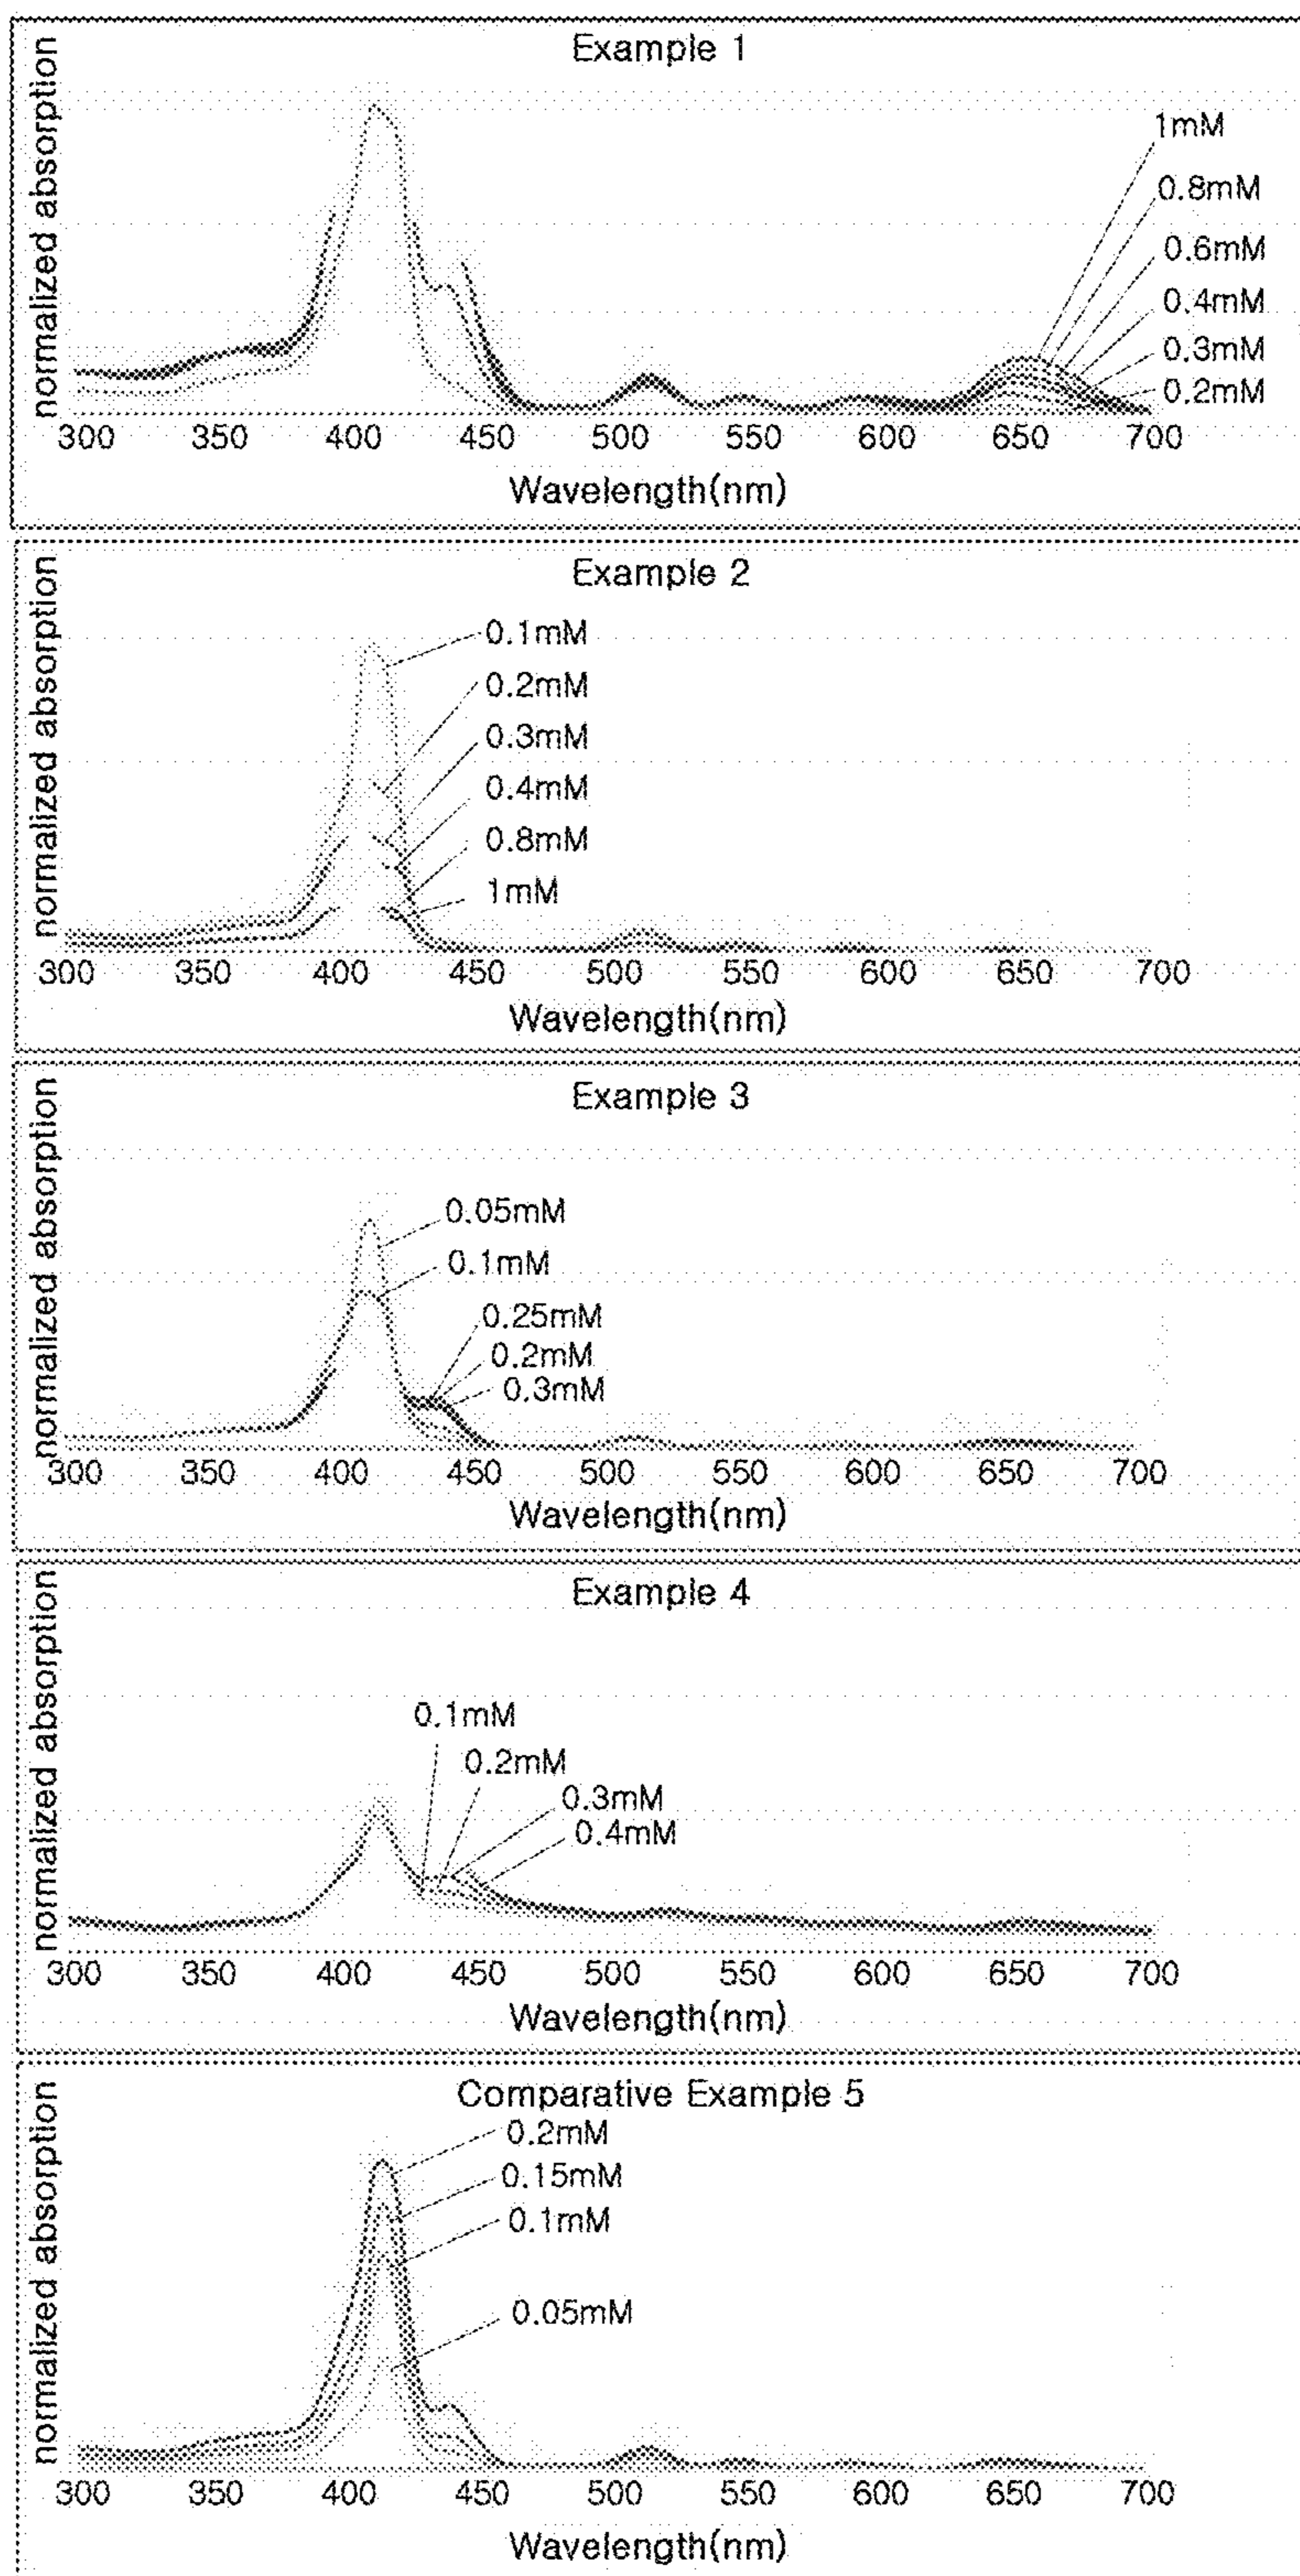 Example 1
normalized absorption
1mM
0.8mM
0.6mM
0.4mM
0.3mM
0.2mM
300 350 400 450 500 550 600 650 700
Wavelength(nm)
Example 2
normalized absorption
0.1mM
0.2mM
0.3mM
0.4mM
0.8mM
1mM
300 350 400 450 500 550 600 650 700
Wavelength(nm)
Example 3
normalized absorption
0.05mM
0.1mM
0.25mM
0.2mM
0.3mM
300 350 400 450 500 550 600 650 700
Wavelength(nm)
Example 4
normalized absorption
0.1mM
0.2mM
0.3mM
0.4mM
300 350 400 450 500 550 600 650 700
Wavelength(nm)
Comparative Example 5
normalized absorption
0.2mM
0.15mM
0.1mM
0.05mM
300 350 400 450 500 550 600 650 700
Wavelength(nm)